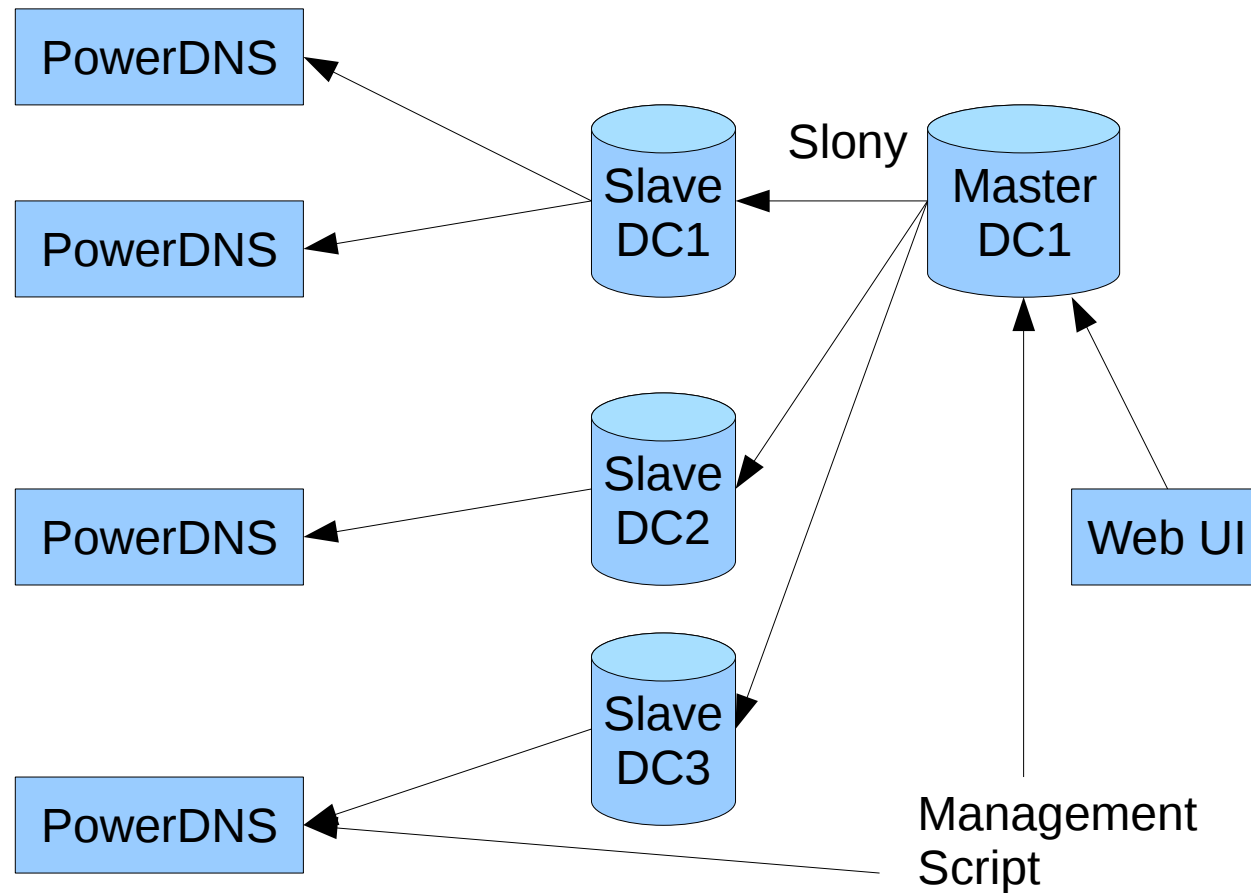 PowerDNS
Slony
Slave
DC1
Master
DC1
PowerDNS
Slave
DC2
PowerDNS
Web UI
Slave
DC3
PowerDNS
Management
Script